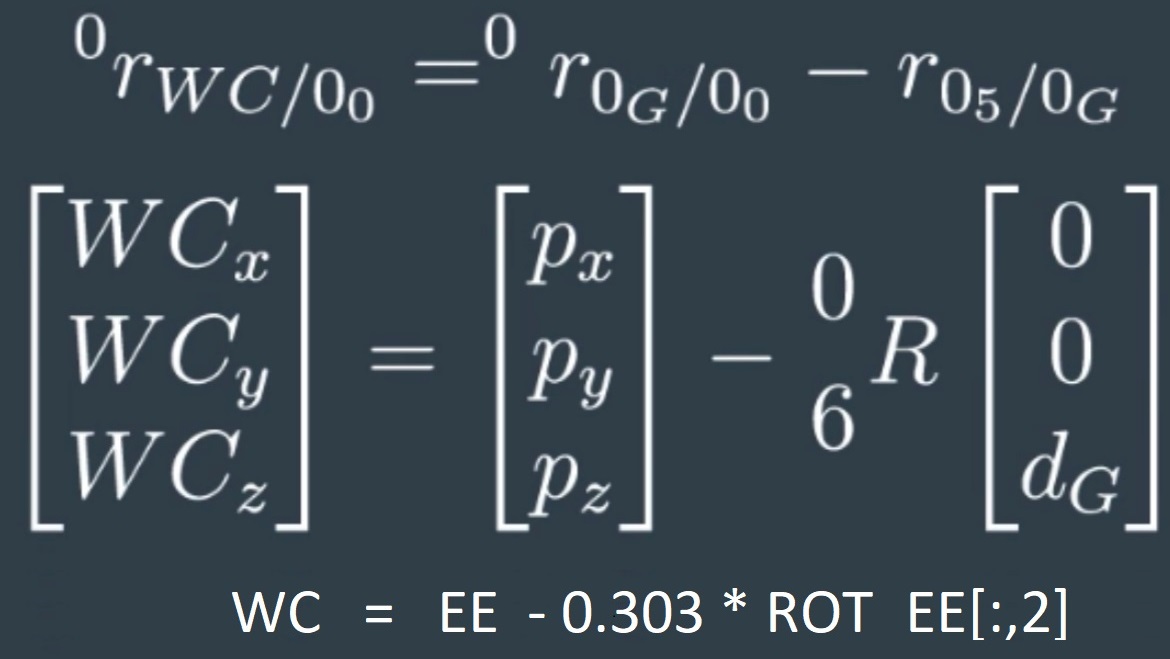 ⁰r_{WC/0₀} =⁰ r_{0_G/0₀} − r_{0₅/0_G}
[WC_x WC_y WC_z] = [p_x p_y p_z] − ⁰₆R [0 0 d_G]
WC = EE - 0.303 * ROT EE[:,2]